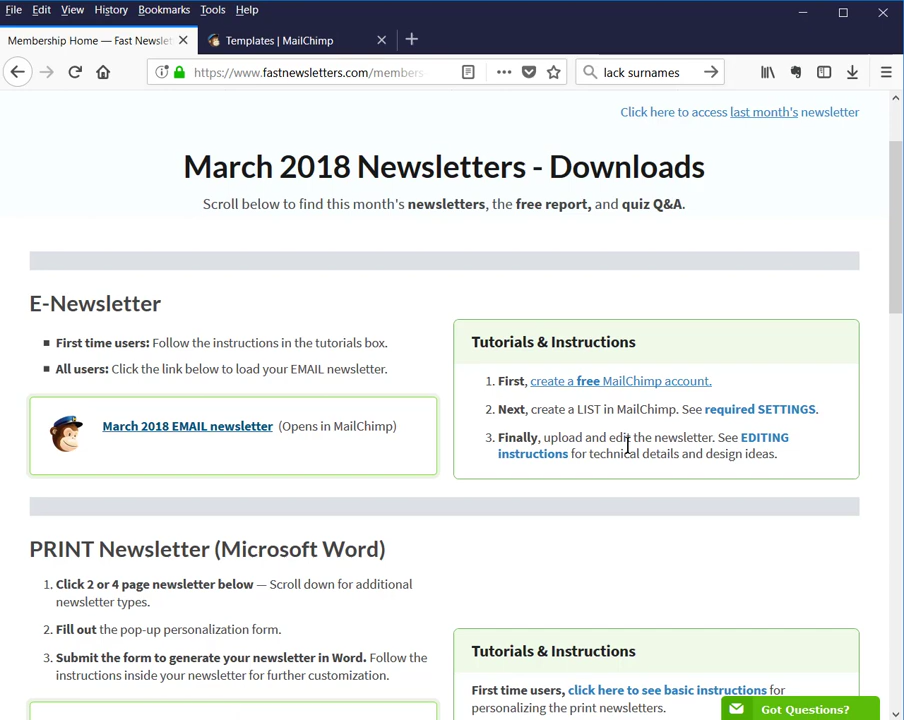 File Edit View History Bookmarks Tools Help
Membership Home — Fast Newslet
Templates | MailChimp
https://www.fastnewsletters.com/members
lack surnames
Click here to access last month's newsletter
March 2018 Newsletters - Downloads
Scroll below to find this month's newsletters, the free report, and quiz Q&A.
E-Newsletter
First time users: Follow the instructions in the tutorials box.
All users: Click the link below to load your EMAIL newsletter.
March 2018 EMAIL newsletter (Opens in MailChimp)
Tutorials & Instructions
1. First, create a free MailChimp account.
2. Next, create a LIST in MailChimp. See required SETTINGS.
3. Finally, upload and edit the newsletter. See EDITING
instructions for technical details and design ideas.
PRINT Newsletter (Microsoft Word)
1. Click 2 or 4 page newsletter below — Scroll down for additional
newsletter types.
2. Fill out the pop-up personalization form.
3. Submit the form to generate your newsletter in Word. Follow the
instructions inside your newsletter for further customization.
Tutorials & Instructions
First time users, click here to see basic instructions for
personalizing the print newsletters.
Got Questions?